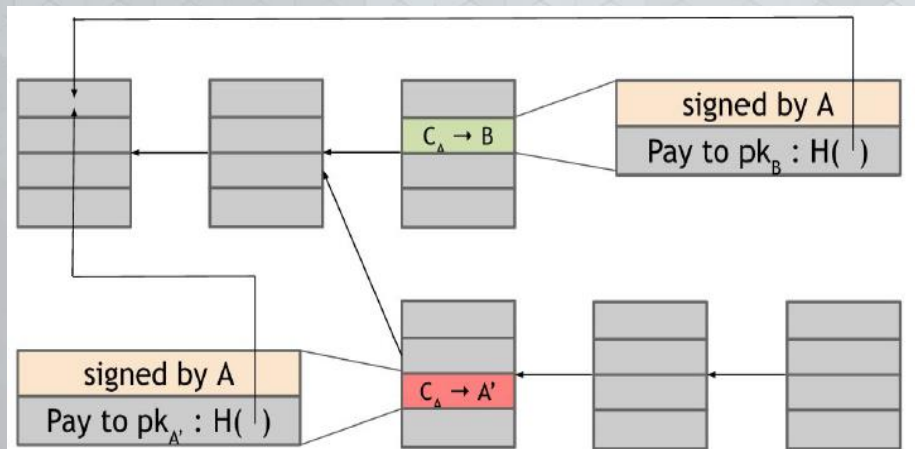 C_A → B
signed by A
Pay to pk_B : H( )
signed by A
Pay to pk_A' : H( )
C_A → A'